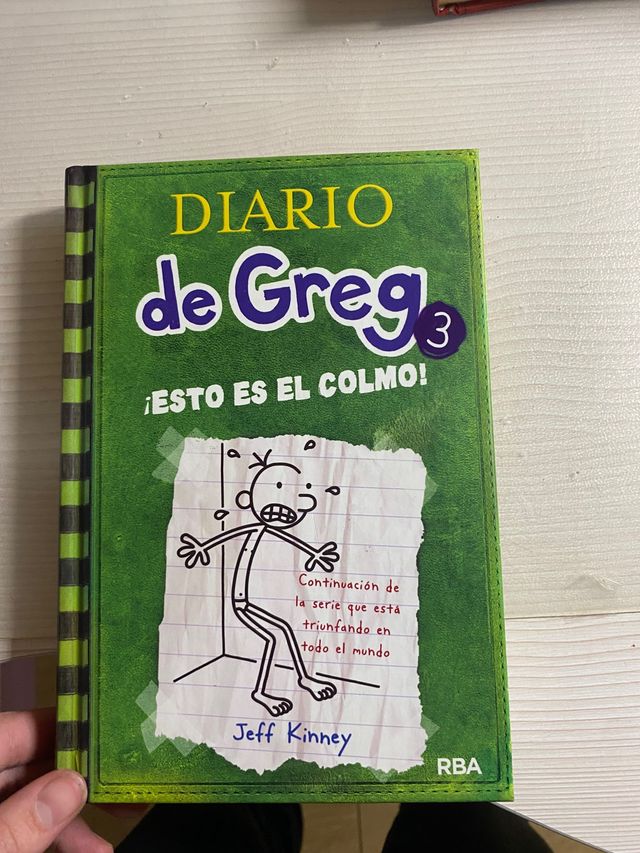 DIARIO
de Greg 3
¡ESTO ES EL COLMO!
Continuación de
la serie que está
triunfando en
todo el mundo
Jeff Kinney
RBA